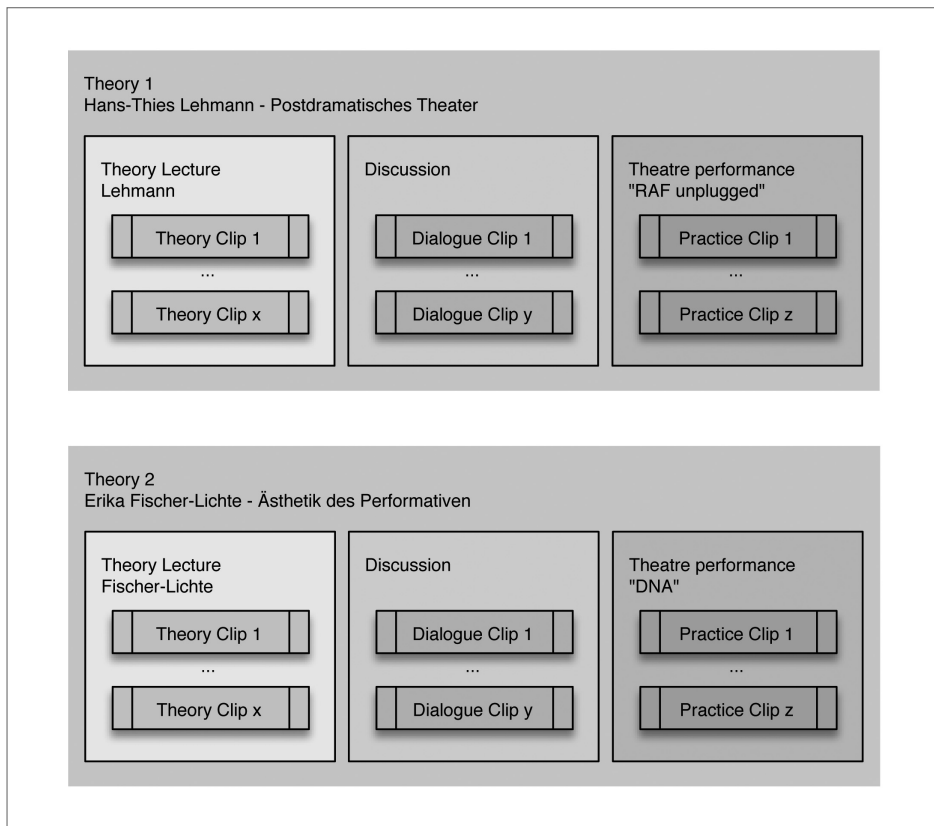 Theory 1
Hans-Thies Lehmann - Postdramatisches Theater
Theory Lecture
Lehmann
Theory Clip 1
...
Theory Clip x
Discussion
Dialogue Clip 1
...
Dialogue Clip y
Theatre performance
"RAF unplugged"
Practice Clip 1
...
Practice Clip z
Theory 2
Erika Fischer-Lichte - Ästhetik des Performativen
Theory Lecture
Fischer-Lichte
Theory Clip 1
...
Theory Clip x
Discussion
Dialogue Clip 1
...
Dialogue Clip y
Theatre performance
"DNA"
Practice Clip 1
...
Practice Clip z